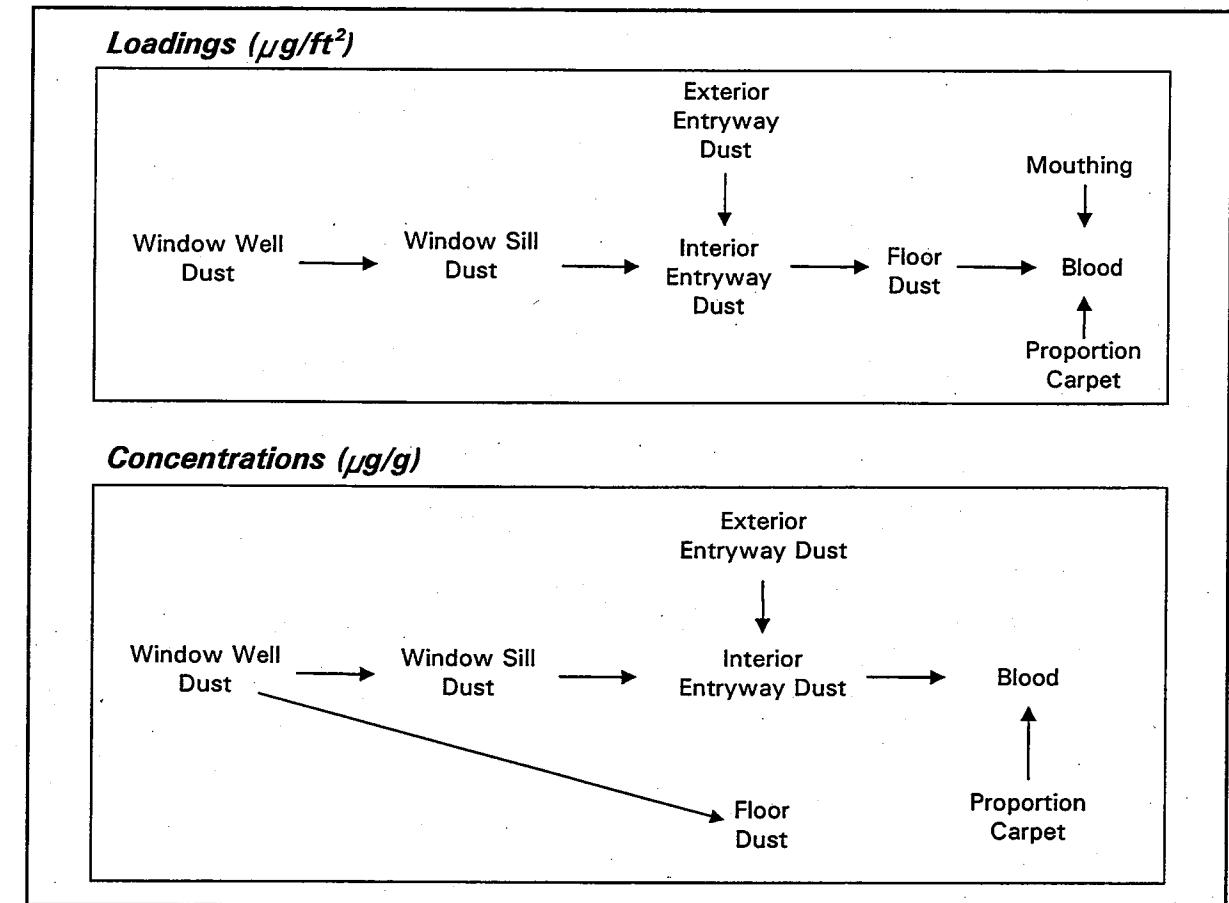 Loadings (µg/ft²)
Exterior
Entryway
Dust
Mouthing
Window Well
Dust
Window Sill
Dust
Interior
Entryway
Dust
Floor
Dust
Blood
Proportion
Carpet
Concentrations (µg/g)
Exterior
Entryway Dust
Window Well
Dust
Window Sill
Dust
Interior
Entryway Dust
Blood
Floor
Dust
Proportion
Carpet